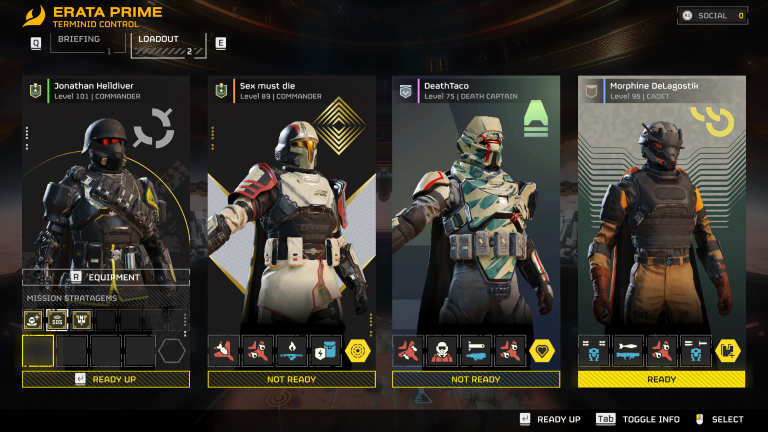 ERATA PRIME
TERMINID CONTROL
SOCIAL 0
Q BRIEFING 1 LOADOUT 2 E
Jonathan Helldiver
Level 101 | COMMANDER
Sex must die
Level 89 | COMMANDER
DeathTaco
Level 75 | DEATH CAPTAIN
Morphine DeLagostik
Level 96 | CADET
R EQUIPMENT
MISSION STRATAGEMS
SOS
READY UP
NOT READY
NOT READY
READY
READY UP Tab TOGGLE INFO SELECT